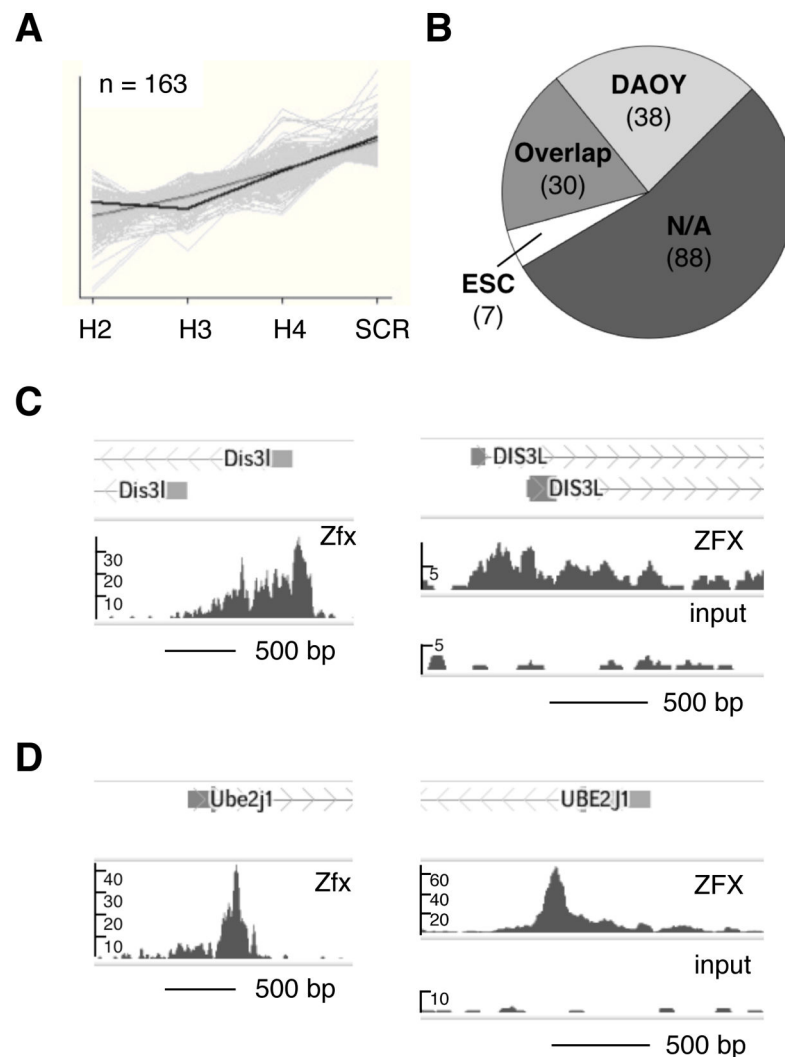 A
n = 163
H2 H3 H4 SCR
B
DAOY
(38)
Overlap
(30)
N/A
(88)
ESC
(7)
C
Dis3l
Dis3l
Zfx
30
20
10
500 bp
DIS3L
DIS3L
ZFX
5
input
5
500 bp
D
Ube2j1
Zfx
40
30
20
10
500 bp
UBE2J1
ZFX
60
40
20
input
10
500 bp